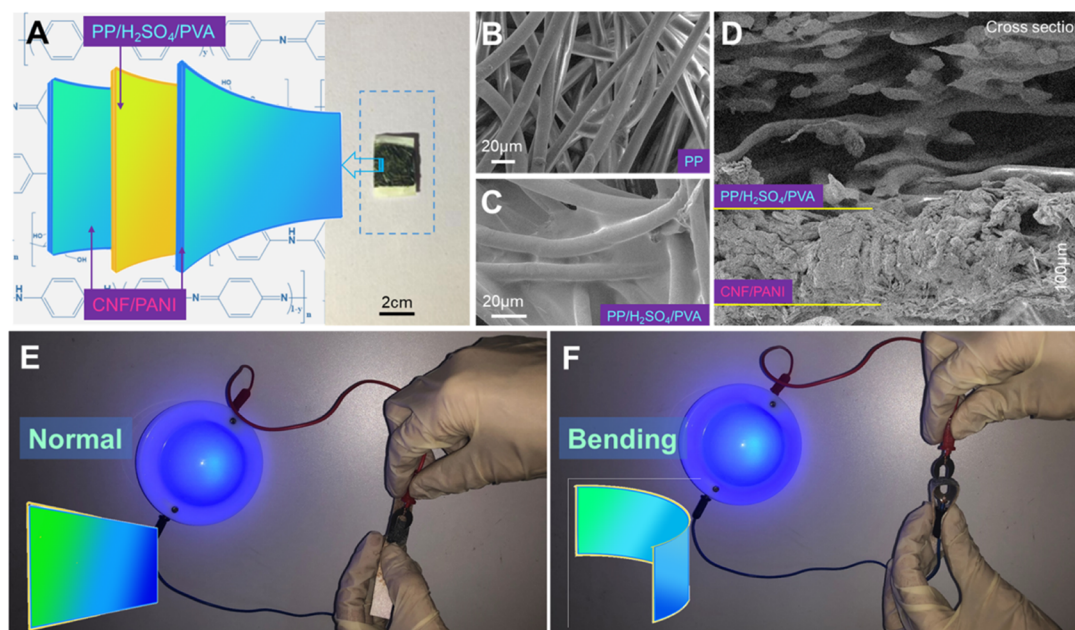 A
PP/H₂SO₄/PVA
CNF/PANI
2cm
B
20μm
PP
C
20μm
PP/H₂SO₄/PVA
D
Cross section
PP/H₂SO₄/PVA
CNF/PANI
100μm
E
Normal
F
Bending